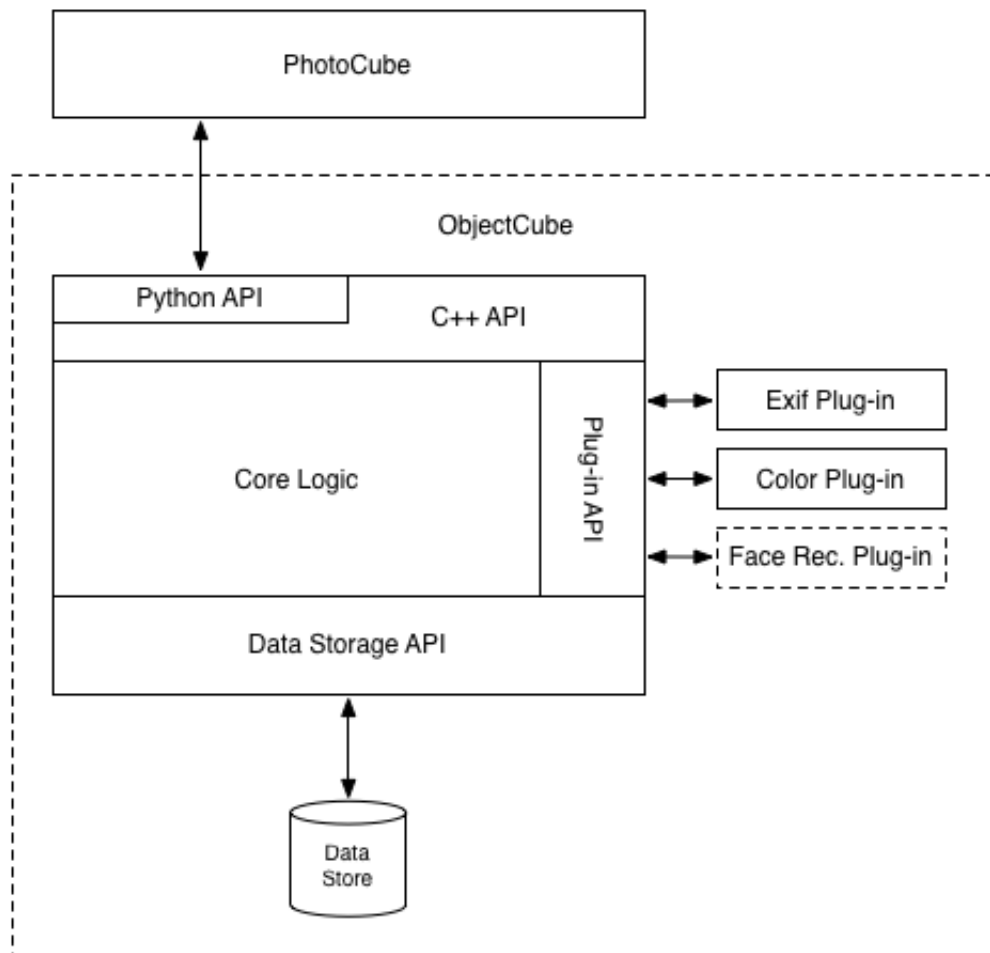 PhotoCube
ObjectCube
Python API
C++ API
Core Logic
Plug-in API
Exif Plug-in
Color Plug-in
Face Rec. Plug-in
Data Storage API
Data
Store